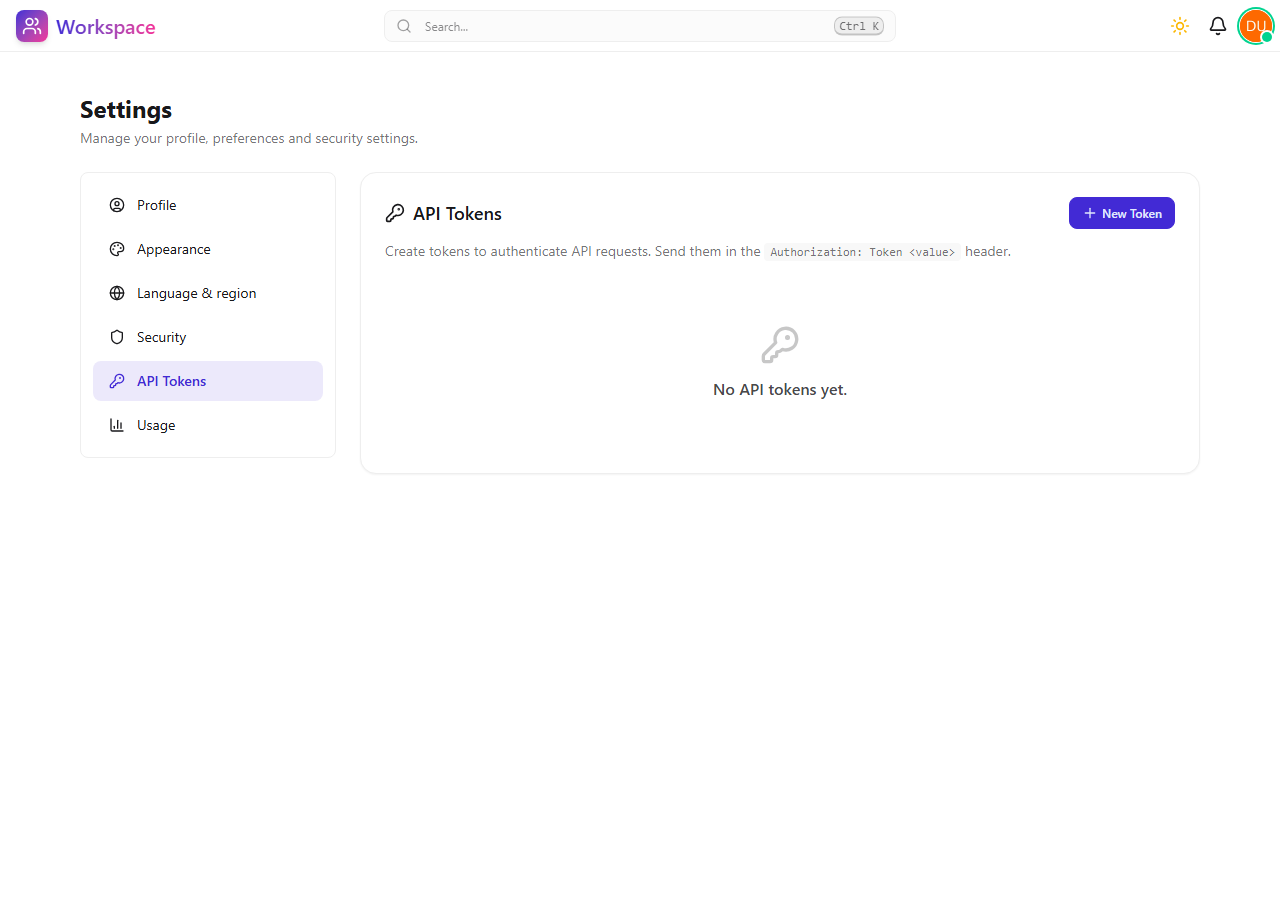 Workspace
Search...
Ctrl K
DU
Settings
Manage your profile, preferences and security settings.
Profile
Appearance
Language & region
Security
API Tokens
Usage
API Tokens
New Token
Create tokens to authenticate API requests. Send them in the Authorization: Token <value> header.
No API tokens yet.